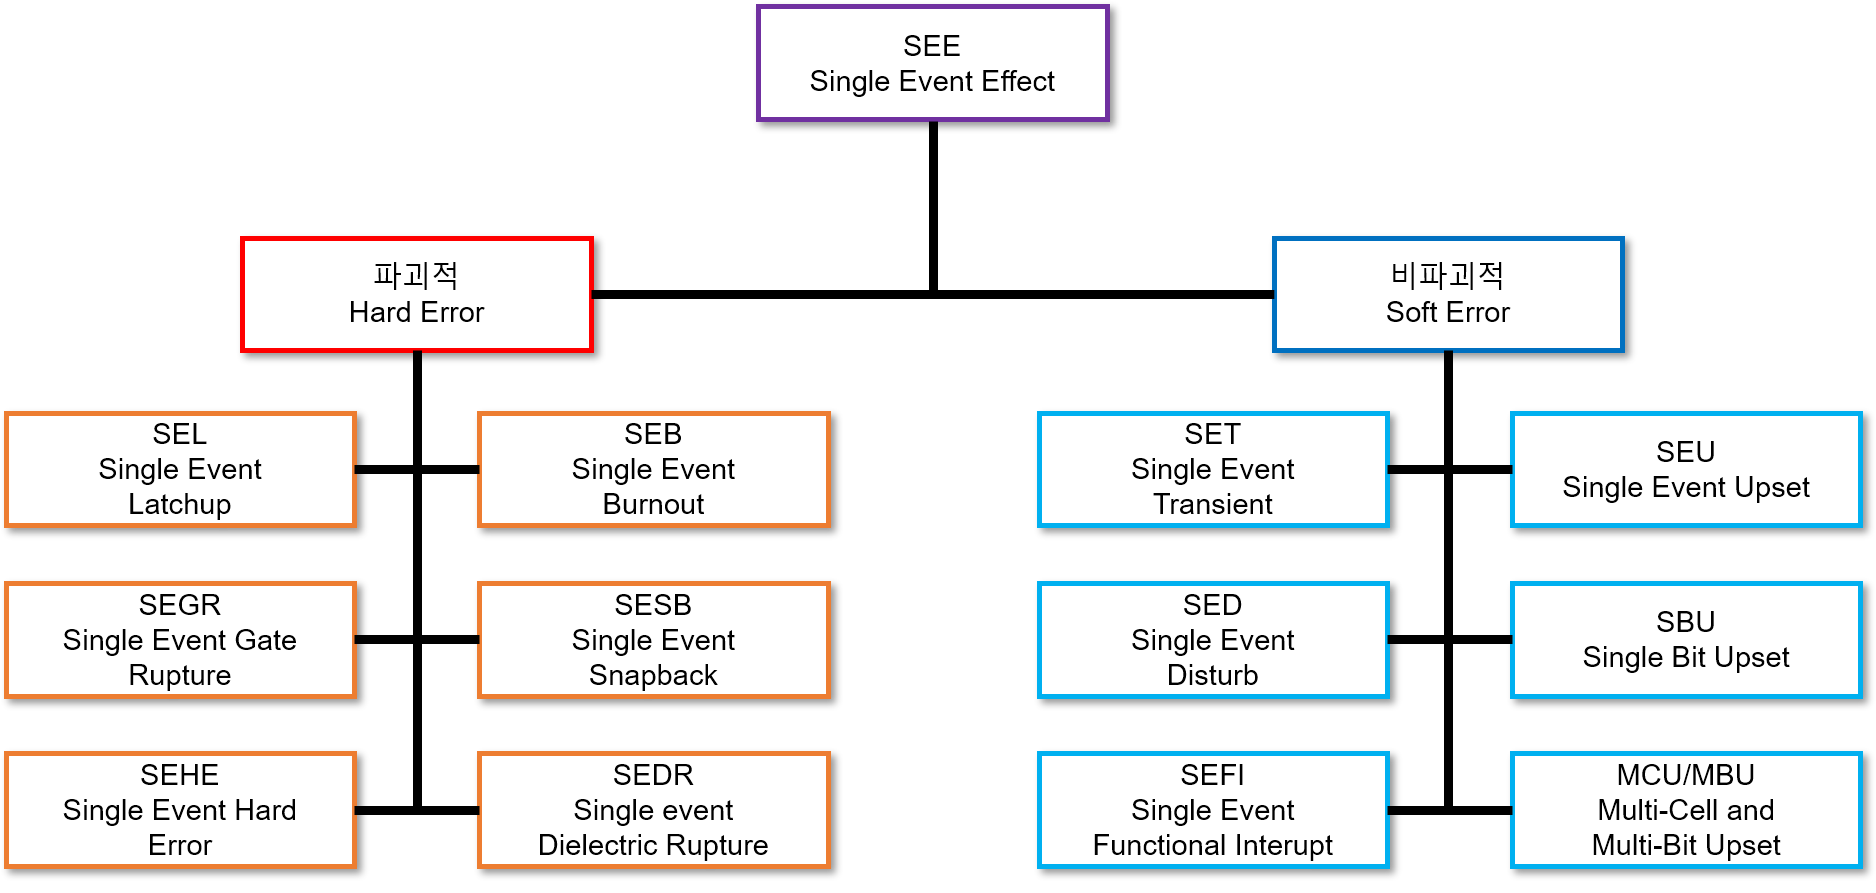 SEE
Single Event Effect
파괴적
Hard Error
비파괴적
Soft Error
SEL
Single Event
Latchup
SEB
Single Event
Burnout
SET
Single Event
Transient
SEU
Single Event Upset
SEGR
Single Event Gate
Rupture
SESB
Single Event
Snapback
SED
Single Event
Disturb
SBU
Single Bit Upset
SEHE
Single Event Hard
Error
SEDR
Single event
Dielectric Rupture
SEFI
Single Event
Functional Interupt
MCU/MBU
Multi-Cell and
Multi-Bit Upset